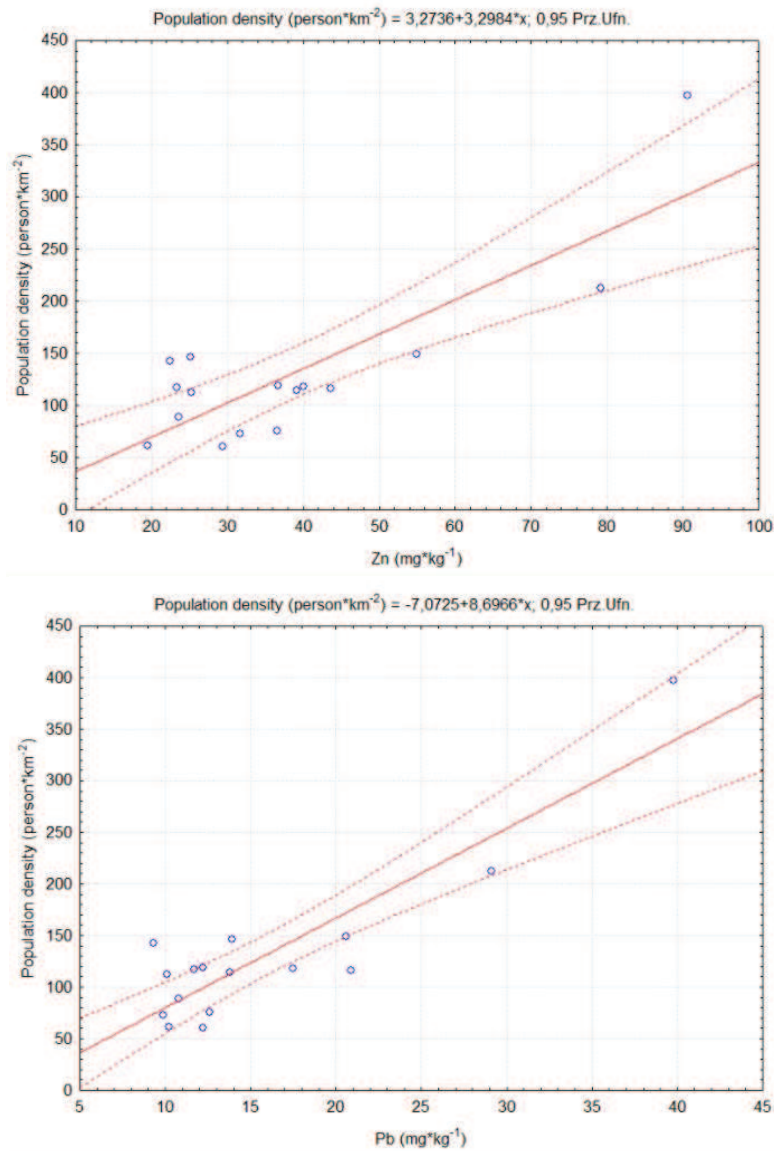 Population density (person*km-2) = 3,2736+3,2984*x; 0,95 Prz.Ufn.
450
400
350
300
250
200
150
100
50
0
Population density (person*km-2)
10 20 30 40 50 60 70 80 90 100
Zn (mg*kg-1)
Population density (person*km-2) = -7,0725+8,6966*x; 0,95 Prz.Ufn.
450
400
350
300
250
200
150
100
50
0
Population density (person*km-2)
5 10 15 20 25 30 35 40 45
Pb (mg*kg-1)